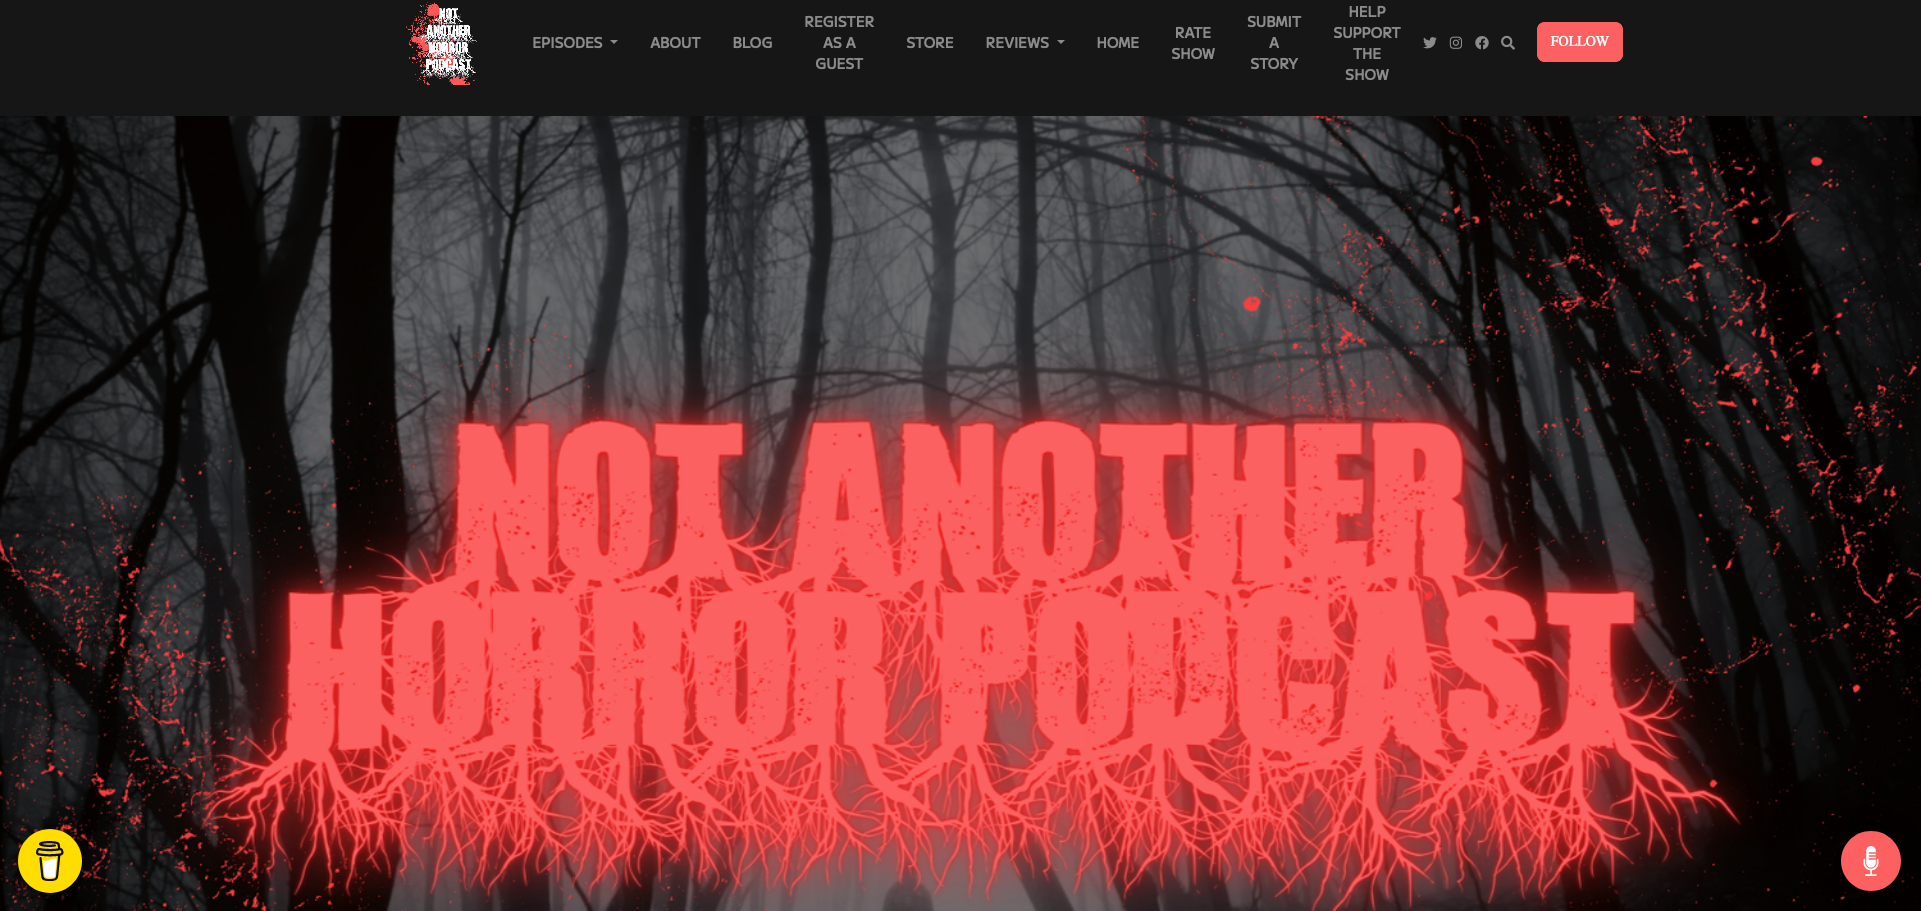 NOT
ANOTHER
HORROR
PODCAST
EPISODES
ABOUT
BLOG
REGISTER
AS A
GUEST
STORE
REVIEWS
HOME
RATE
SHOW
SUBMIT
A
STORY
HELP
SUPPORT
THE
SHOW
FOLLOW
NOT ANOTHER
HORROR PODCAST